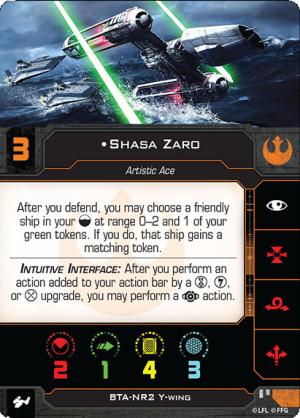 3
•Shasa Zaro
Artistic Ace
After you defend, you may choose a friendly
ship in your at range 0–2 and 1 of your
green tokens. If you do, that ship gains a
matching token.
Intuitive Interface: After you perform an
action added to your action bar by a , ,
or upgrade, you may perform a action.
2 1 4 3
BTA-NR2 Y-wing
©LFL ©FFG